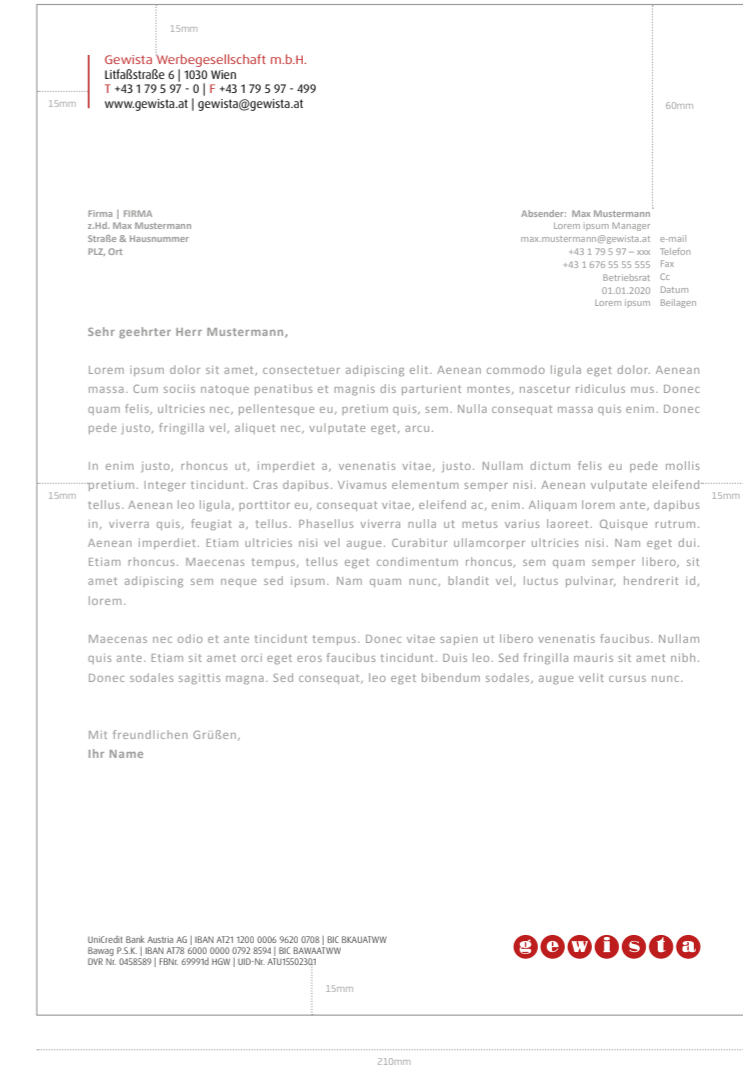 15mm
Gewista Werbegesellschaft m.b.H.
Litfaßstraße 6 | 1030 Wien
T +43 1 79 5 97 - 0 | F +43 1 79 5 97 - 499
15mm
www.gewista.at | gewista@gewista.at
60mm
Firma | FIRMA
z.Hd. Max Mustermann
Straße & Hausnummer
PLZ, Ort
Absender: Max Mustermann
Lorem ipsum Manager
max.mustermann@gewista.at e-mail
+43 1 79 5 97 – xxx Telefon
+43 1 676 55 55 555 Fax
Betriebsrat Cc
01.01.2020 Datum
Lorem ipsum Beilagen
Sehr geehrter Herr Mustermann,
Lorem ipsum dolor sit amet, consectetuer adipiscing elit. Aenean commodo ligula eget dolor. Aenean
massa. Cum sociis natoque penatibus et magnis dis parturient montes, nascetur ridiculus mus. Donec
quam felis, ultricies nec, pellentesque eu, pretium quis, sem. Nulla consequat massa quis enim. Donec
pede justo, fringilla vel, aliquet nec, vulputate eget, arcu.
In enim justo, rhoncus ut, imperdiet a, venenatis vitae, justo. Nullam dictum felis eu pede mollis
pretium. Integer tincidunt. Cras dapibus. Vivamus elementum semper nisi. Aenean vulputate eleifend
15mm
15mm
tellus. Aenean leo ligula, porttitor eu, consequat vitae, eleifend ac, enim. Aliquam lorem ante, dapibus
in, viverra quis, feugiat a, tellus. Phasellus viverra nulla ut metus varius laoreet. Quisque rutrum.
Aenean imperdiet. Etiam ultricies nisi vel augue. Curabitur ullamcorper ultricies nisi. Nam eget dui.
Etiam rhoncus. Maecenas tempus, tellus eget condimentum rhoncus, sem quam semper libero, sit
amet adipiscing sem neque sed ipsum. Nam quam nunc, blandit vel, luctus pulvinar, hendrerit id,
lorem.
Maecenas nec odio et ante tincidunt tempus. Donec vitae sapien ut libero venenatis faucibus. Nullam
quis ante. Etiam sit amet orci eget eros faucibus tincidunt. Duis leo. Sed fringilla mauris sit amet nibh.
Donec sodales sagittis magna. Sed consequat, leo eget bibendum sodales, augue velit cursus nunc.
Mit freundlichen Grüßen,
Ihr Name
UniCredit Bank Austria AG | IBAN AT21 1200 0006 9620 0708 | BIC BKAUATWW
Bawag P.S.K. | IBAN AT78 6000 0000 0792 8594 | BIC BAWAATWW
DVR Nr. 0458589 | FBNr. 69991d HGW | UID-Nr. ATU15502301
gewista
15mm
210mm